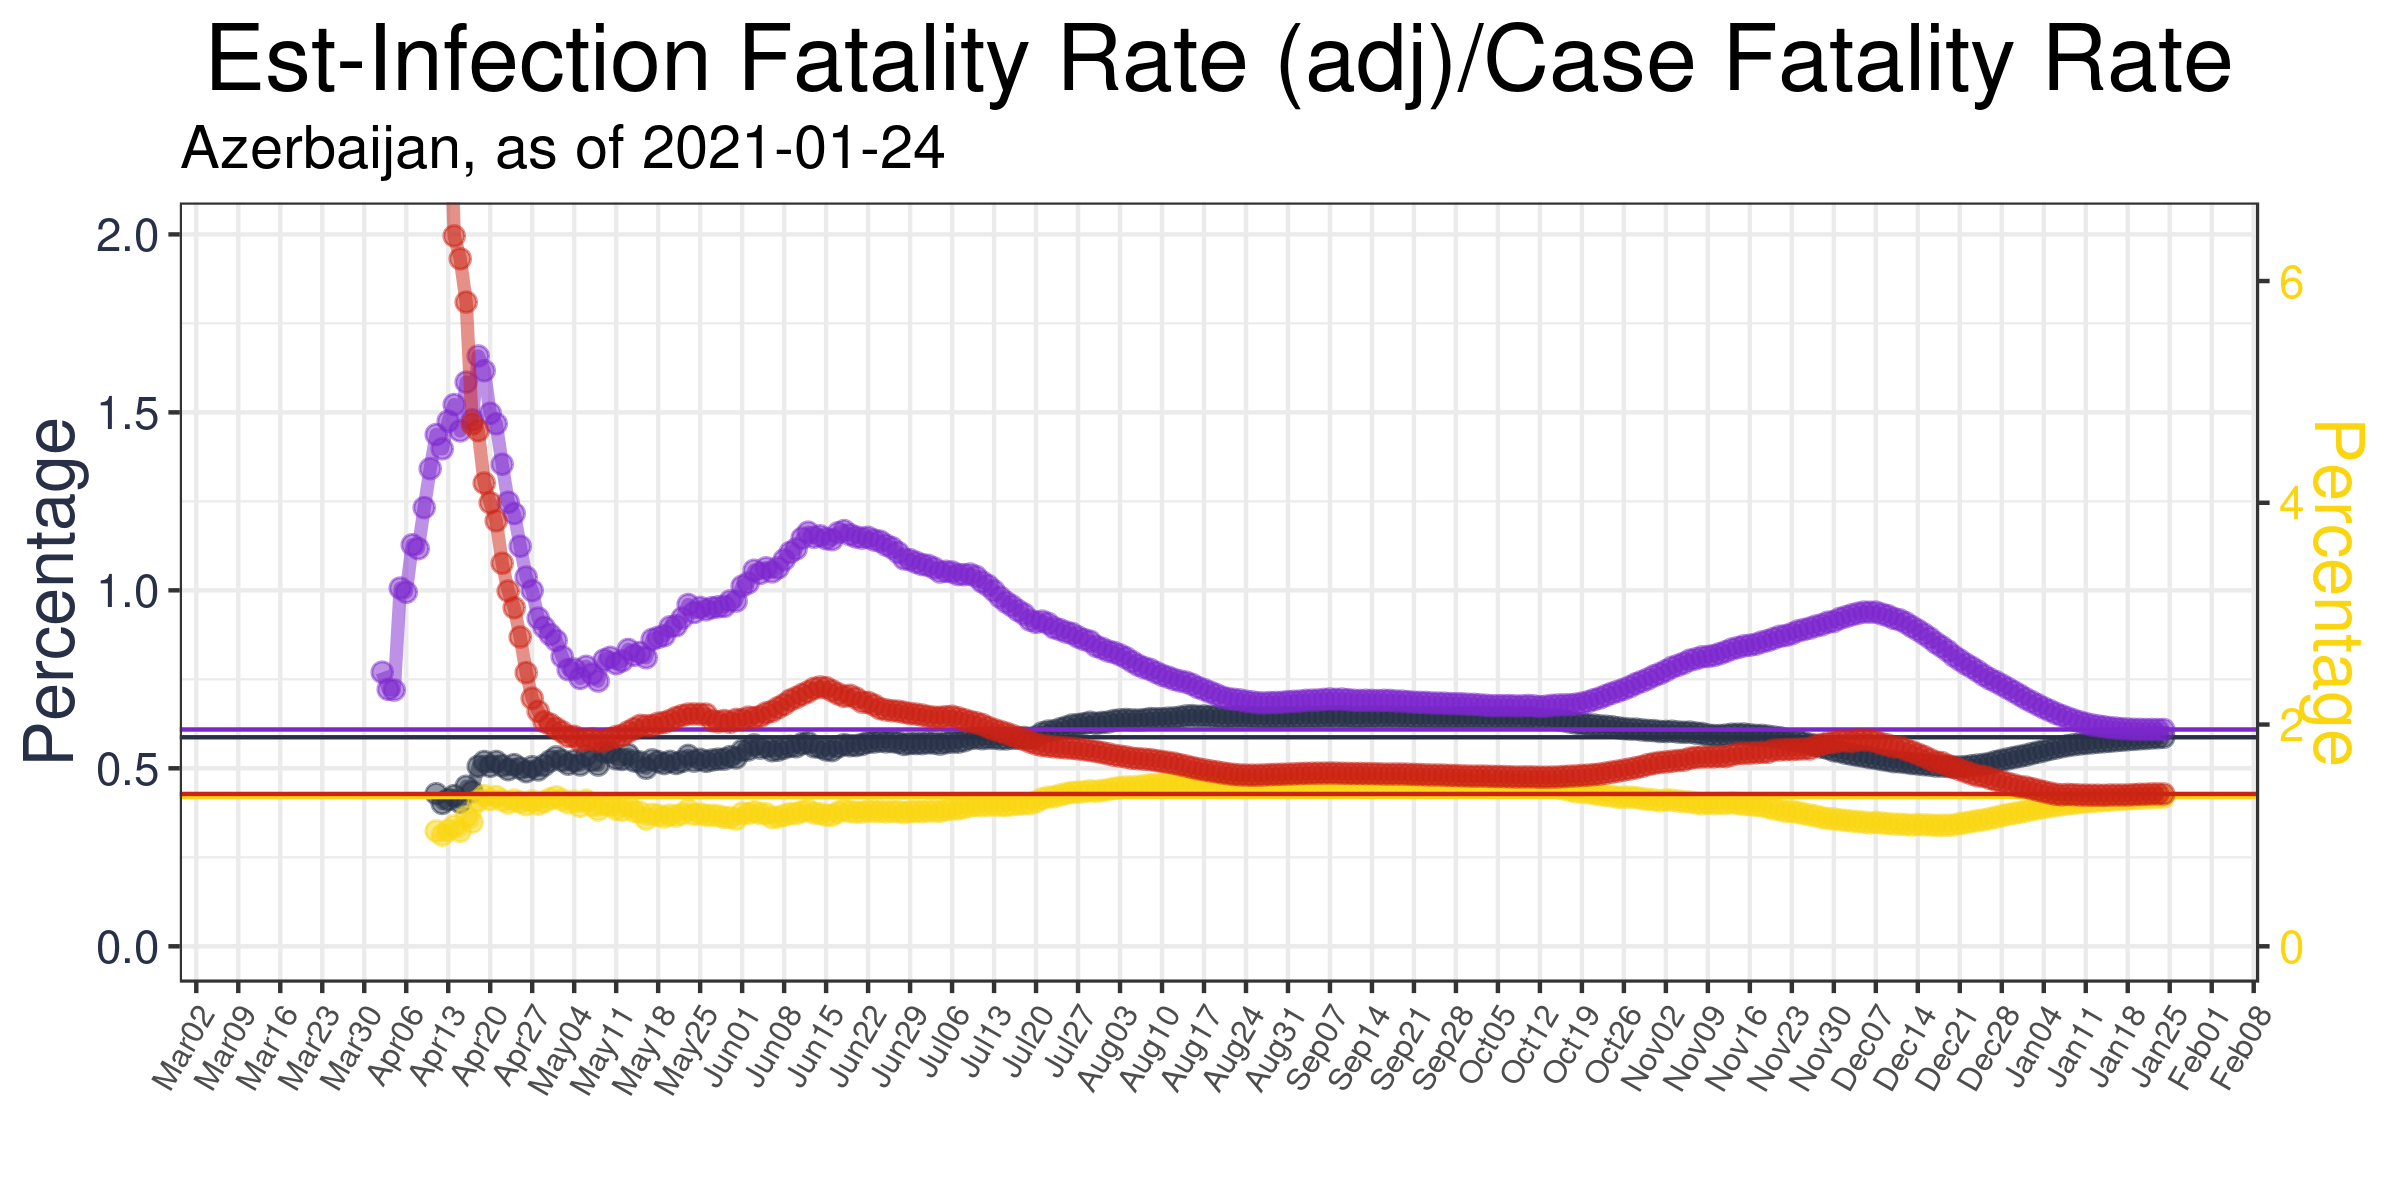 Est-Infection Fatality Rate (adj)/Case Fatality Rate
Azerbaijan, as of 2021-01-24
Percentage
2.0
1.5
1.0
0.5
0.0
6
4
2
0
Percentage
Mar02
Mar09
Mar16
Mar23
Mar30
Apr06
Apr13
Apr20
Apr27
May04
May11
May18
May25
Jun01
Jun08
Jun15
Jun22
Jun29
Jul06
Jul13
Jul20
Jul27
Aug03
Aug10
Aug17
Aug24
Aug31
Sep07
Sep14
Sep21
Sep28
Oct05
Oct12
Oct19
Oct26
Nov02
Nov09
Nov16
Nov23
Nov30
Dec07
Dec14
Dec21
Dec28
Jan04
Jan11
Jan18
Jan25
Feb01
Feb08